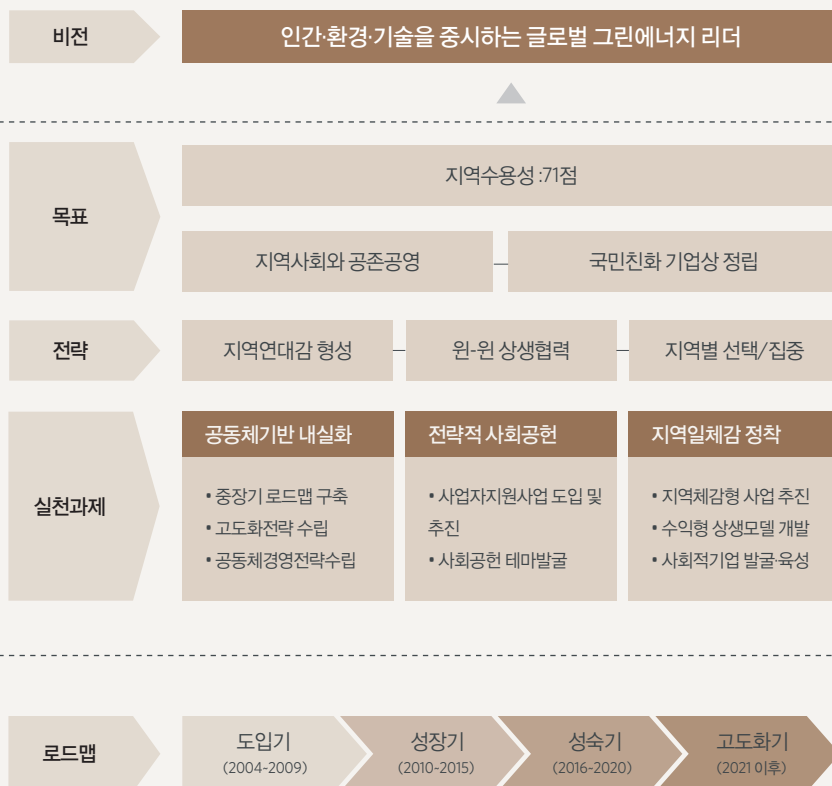 비전
인간·환경·기술을 중시하는 글로벌 그린에너지 리더
목표
지역수용성 :71점
지역사회와 공존공영
국민친화 기업상 정립
전략
지역연대감 형성
윈-윈 상생협력
지역별 선택/집중
실천과제
공동체기반 내실화
• 중장기 로드맵 구축
• 고도화전략 수립
• 공동체경영전략수립
전략적 사회공헌
• 사업자지원사업 도입 및
추진
• 사회공헌 테마발굴
지역일체감 정착
• 지역체감형 사업 추진
• 수익형 상생모델 개발
• 사회적기업 발굴·육성
로드맵
도입기
(2004-2009)
성장기
(2010-2015)
성숙기
(2016-2020)
고도화기
(2021 이후)